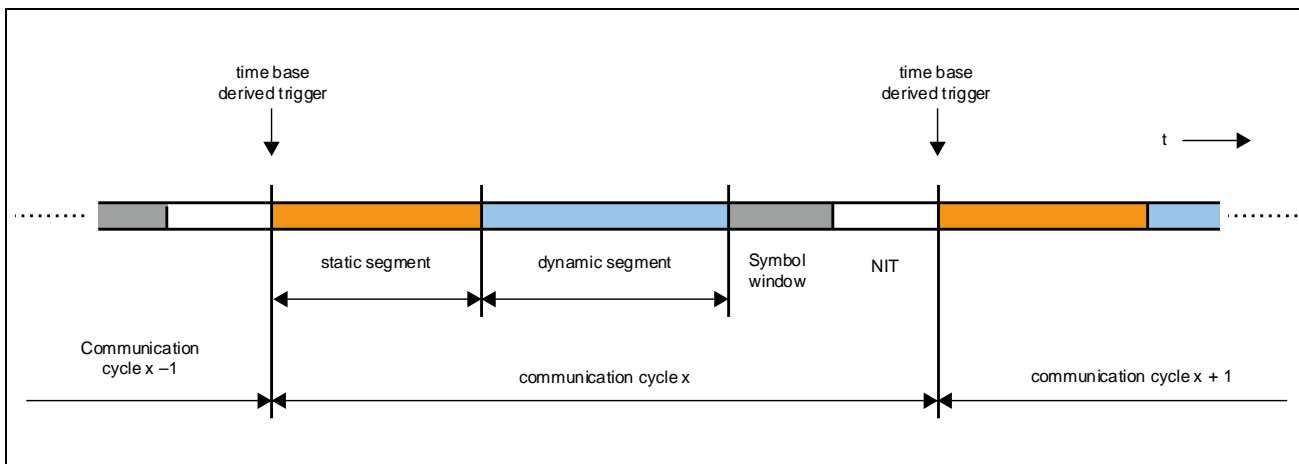 time base
derived trigger
time base
derived trigger
t
static segment
dynamic segment
Symbol
window
NIT
Communication
cycle x –1
communication cycle x
communication cycle x + 1